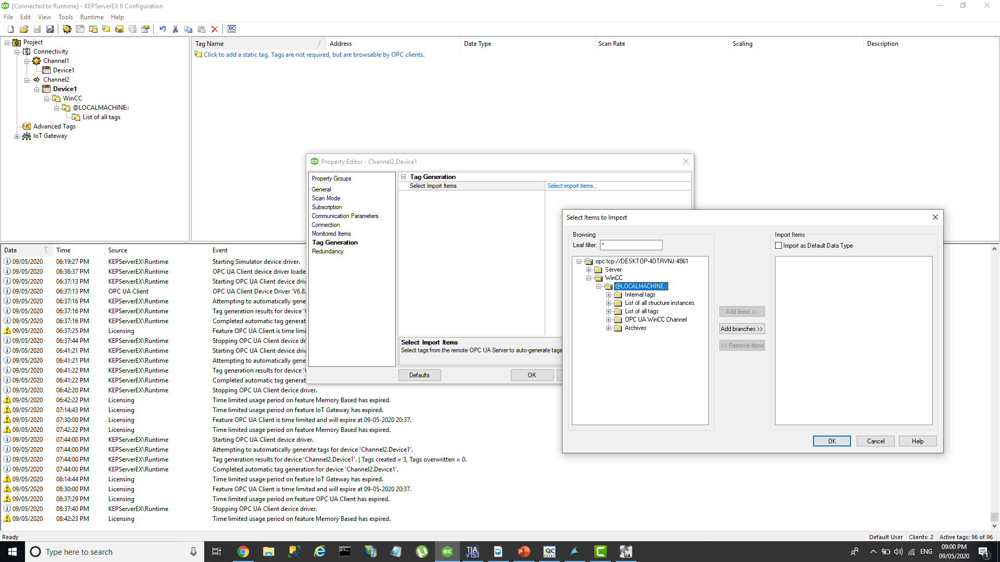 [Connected to Runtime] - KEPServerEX 6 Configuration
File Edit View Tools Runtime Help
Project
Connectivity
Channel1
Device1
Channel2
Device1
WinCC
@LOCALMACHINE::
List of all tags
Advanced Tags
IoT Gateway
Tag Name Address Data Type Scan Rate Scaling Description
Click to add a static tag. Tags are not required, but are browsable by OPC clients.
Property Editor - Channel2.Device1
Property Groups
General
Scan Mode
Subscription
Communication Parameters
Connection
Monitored Items
Tag Generation
Redundancy
Tag Generation
Select Import Items Select import items...
Select Import Items
Select tags from the remote OPC UA Server to auto-generate tags
Defaults OK
Select Items to Import
Browsing
Leaf filter: *
opc.tcp://DESKTOP-4OTRVNJ:4861
Server
WinCC
@LOCALMACHINE::
Internal tags
List of all structure instances
List of all tags
OPC UA WinCC Channel
Archives
Add items >>
Add branches >>
<< Remove items
Import Items
Import as Default Data Type
OK Cancel Help
Date Time Source Event
09/05/2020 06:19:27 PM KEPServerEX\Runtime Starting Simulator device driver.
09/05/2020 06:36:37 PM KEPServerEX\Runtime OPC UA Client device driver loade
09/05/2020 06:37:13 PM KEPServerEX\Runtime Starting OPC UA Client device driv
09/05/2020 06:37:13 PM OPC UA Client OPC UA Client Device Driver 'V6.8.
09/05/2020 06:37:16 PM KEPServerEX\Runtime Attempting to automatically gene
09/05/2020 06:37:16 PM KEPServerEX\Runtime Tag generation results for device 'C
09/05/2020 06:37:16 PM KEPServerEX\Runtime Completed automatic tag generat
09/05/2020 06:37:25 PM Licensing Feature OPC UA Client is time limi
09/05/2020 06:37:44 PM KEPServerEX\Runtime Stopping OPC UA Client device dr
09/05/2020 06:41:21 PM KEPServerEX\Runtime Starting OPC UA Client device driv
09/05/2020 06:41:21 PM KEPServerEX\Runtime Attempting to automatically gene
09/05/2020 06:41:22 PM KEPServerEX\Runtime Tag generation results for device 'C
09/05/2020 06:41:22 PM KEPServerEX\Runtime Completed automatic tag generat
09/05/2020 06:42:20 PM KEPServerEX\Runtime Stopping OPC UA Client device driver.
09/05/2020 06:42:22 PM Licensing Time limited usage period on feature Memory Based has expired.
09/05/2020 07:14:43 PM Licensing Time limited usage period on feature IoT Gateway has expired.
09/05/2020 07:30:00 PM Licensing Feature OPC UA Client is time limited and will expire at 09-05-2020 20:37.
09/05/2020 07:42:22 PM Licensing Time limited usage period on feature Memory Based has expired.
09/05/2020 07:44:00 PM KEPServerEX\Runtime Starting OPC UA Client device driver.
09/05/2020 07:44:00 PM KEPServerEX\Runtime Attempting to automatically generate tags for device 'Channel2.Device1'.
09/05/2020 07:44:00 PM KEPServerEX\Runtime Tag generation results for device 'Channel2.Device1'. | Tags created = 3, Tags overwritten = 0.
09/05/2020 07:44:00 PM KEPServerEX\Runtime Completed automatic tag generation for device 'Channel2.Device1'.
09/05/2020 08:14:44 PM Licensing Time limited usage period on feature IoT Gateway has expired.
09/05/2020 08:30:00 PM Licensing Feature OPC UA Client is time limited and will expire at 09-05-2020 20:37.
09/05/2020 08:37:29 PM Licensing Time limited usage period on feature OPC UA Client has expired.
09/05/2020 08:37:40 PM KEPServerEX\Runtime Stopping OPC UA Client device driver.
09/05/2020 08:42:23 PM Licensing Time limited usage period on feature Memory Based has expired.
Ready Default User Clients: 2 Active tags: 96 of 96
Type here to search ENG 09:00 PM
09/05/2020